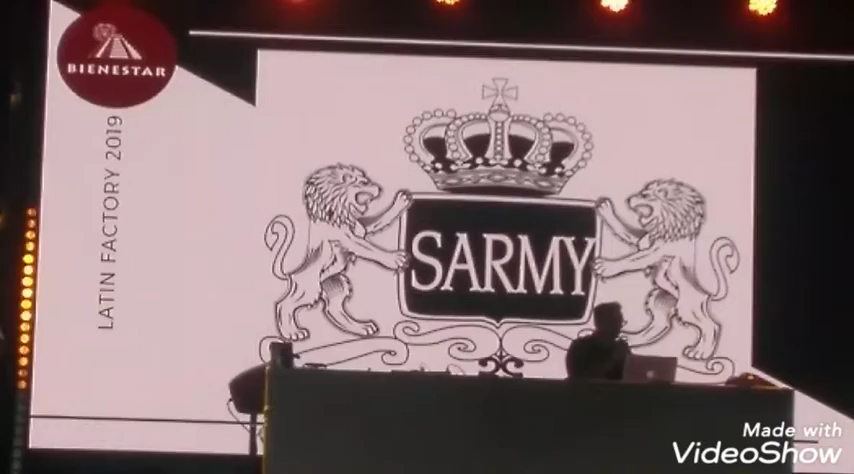 BIENESTAR
LATIN FACTORY 2019
SARMY
Made with
VideoShow